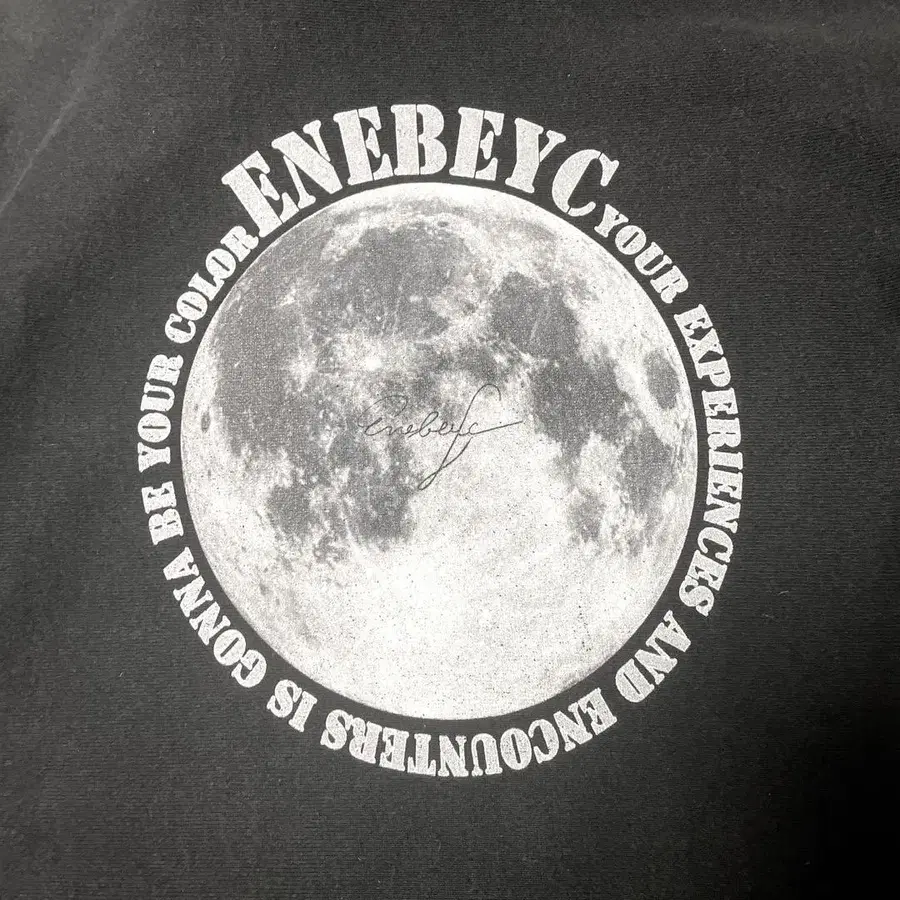 ENEBEYC
YOUR EXPERIENCES AND ENCOUNTERS IS GONNA BE YOUR COLOR
Enebeyc